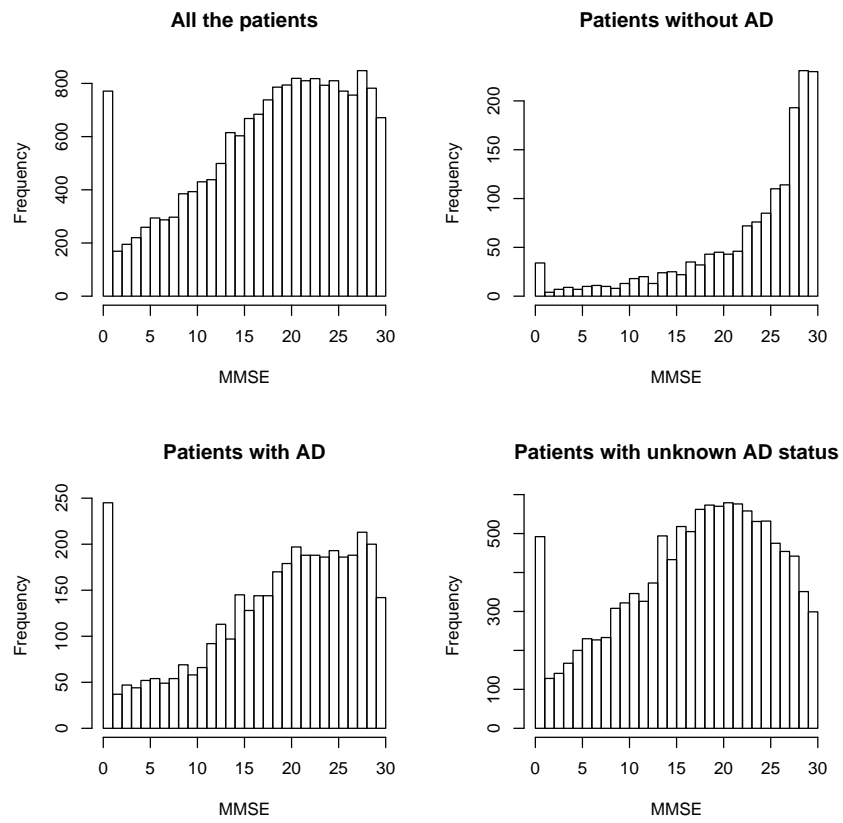 All the patients
Frequency
0 200 400 600 800
0 5 10 15 20 25 30
MMSE
Patients without AD
Frequency
0 50 100 150 200
0 5 10 15 20 25 30
MMSE
Patients with AD
Frequency
0 50 100 150 200 250
0 5 10 15 20 25 30
MMSE
Patients with unknown AD status
Frequency
0 100 300 500
0 5 10 15 20 25 30
MMSE